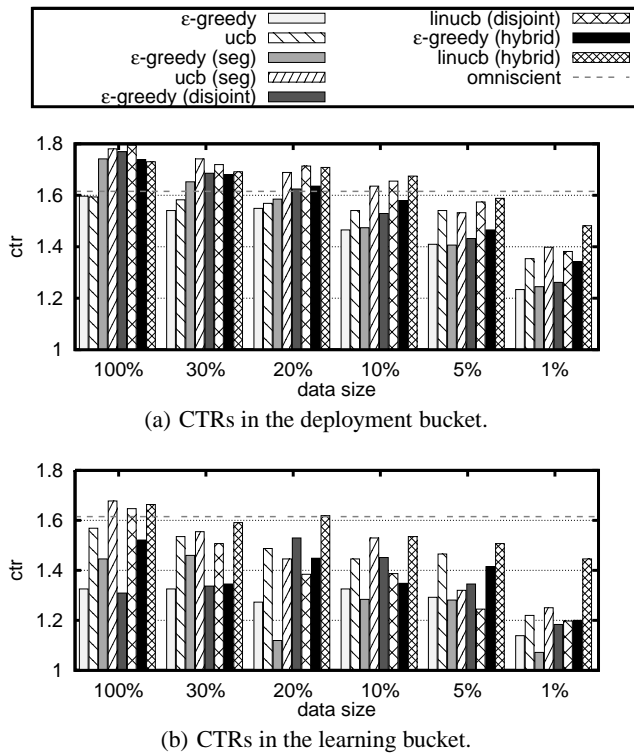 ε-greedy
ucb
ε-greedy (seg)
ucb (seg)
ε-greedy (disjoint)
linucb (disjoint)
ε-greedy (hybrid)
linucb (hybrid)
omniscient
1.8
1.6
1.4
1.2
1
ctr
100% 30% 20% 10% 5% 1%
data size
(a) CTRs in the deployment bucket.
1.8
1.6
1.4
1.2
1
ctr
100% 30% 20% 10% 5% 1%
data size
(b) CTRs in the learning bucket.